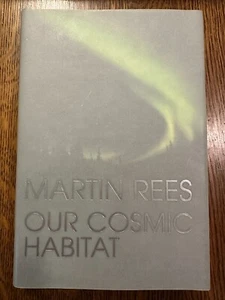 MARTIN REES
OUR COSMIC
HABITAT